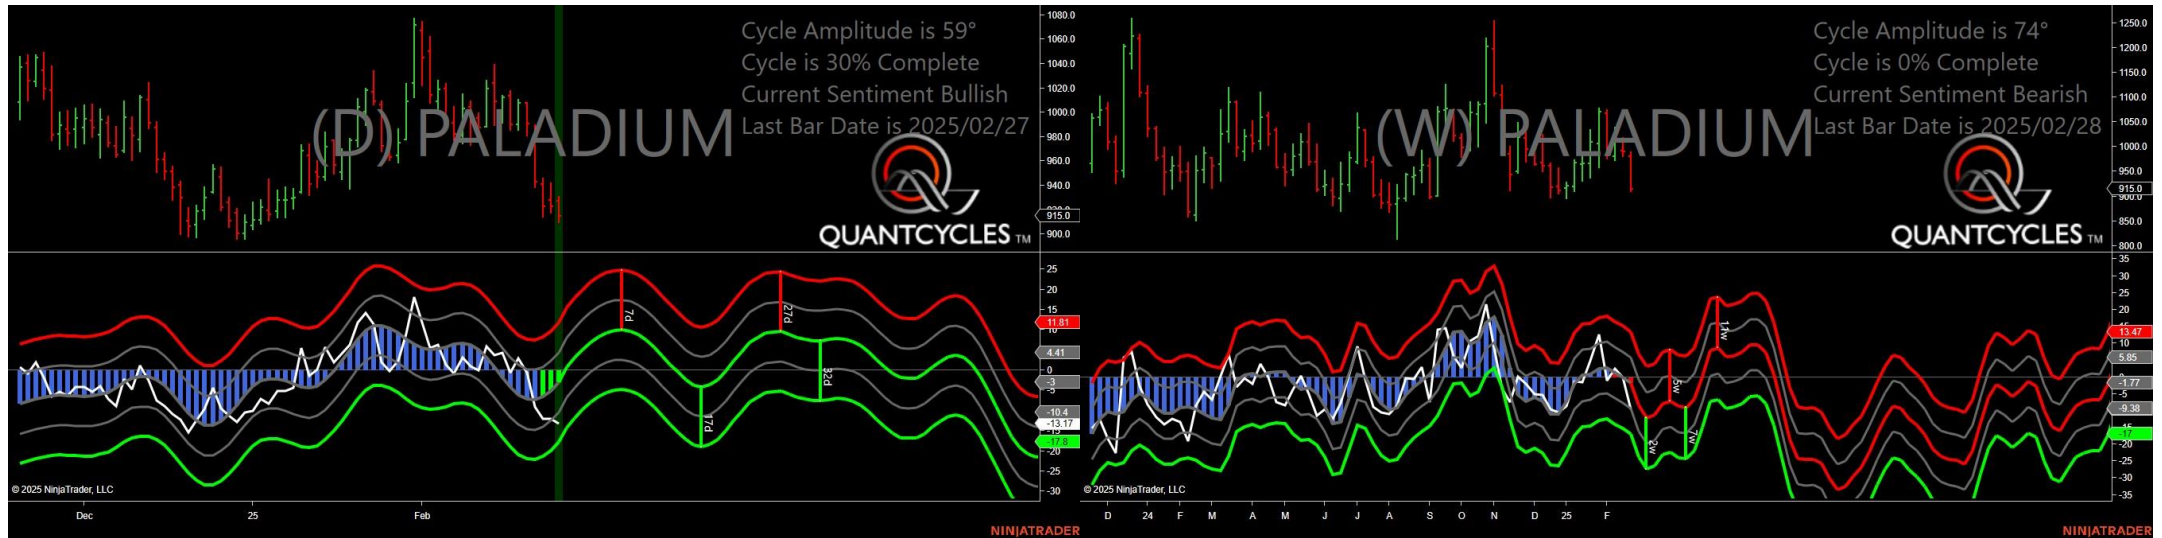 Cycle Amplitude is 59°
Cycle is 30% Complete
Current Sentiment Bullish
Last Bar Date is 2025/02/27
(D) PALADIUM
QUANTCYCLES TM
1080.0
1060.0
1040.0
1020.0
1000.0
980.0
960.0
940.0
915.0
900.0
7d
17d
27d
32d
25
20
15
11.81
10
4.41
0
-3
-5
-10.4
-13.17
-15
-17.8
-20
-25
-30
© 2025 NinjaTrader, LLC
Dec
25
Feb
NINJATRADER
Cycle Amplitude is 74°
Cycle is 0% Complete
Current Sentiment Bearish
Last Bar Date is 2025/02/28
(W) PALADIUM
QUANTCYCLES TM
1250.0
1200.0
1150.0
1100.0
1050.0
1000.0
950.0
915.0
900.0
850.0
800.0
2w
5w
7w
11w
35
30
25
20
15
13.47
10
5.85
-1.77
-5
-9.38
-15
-17
-20
-25
-30
-35
© 2025 NinjaTrader, LLC
D
24
F
M
A
M
J
J
A
S
O
N
D
25
F
NINJATRADER